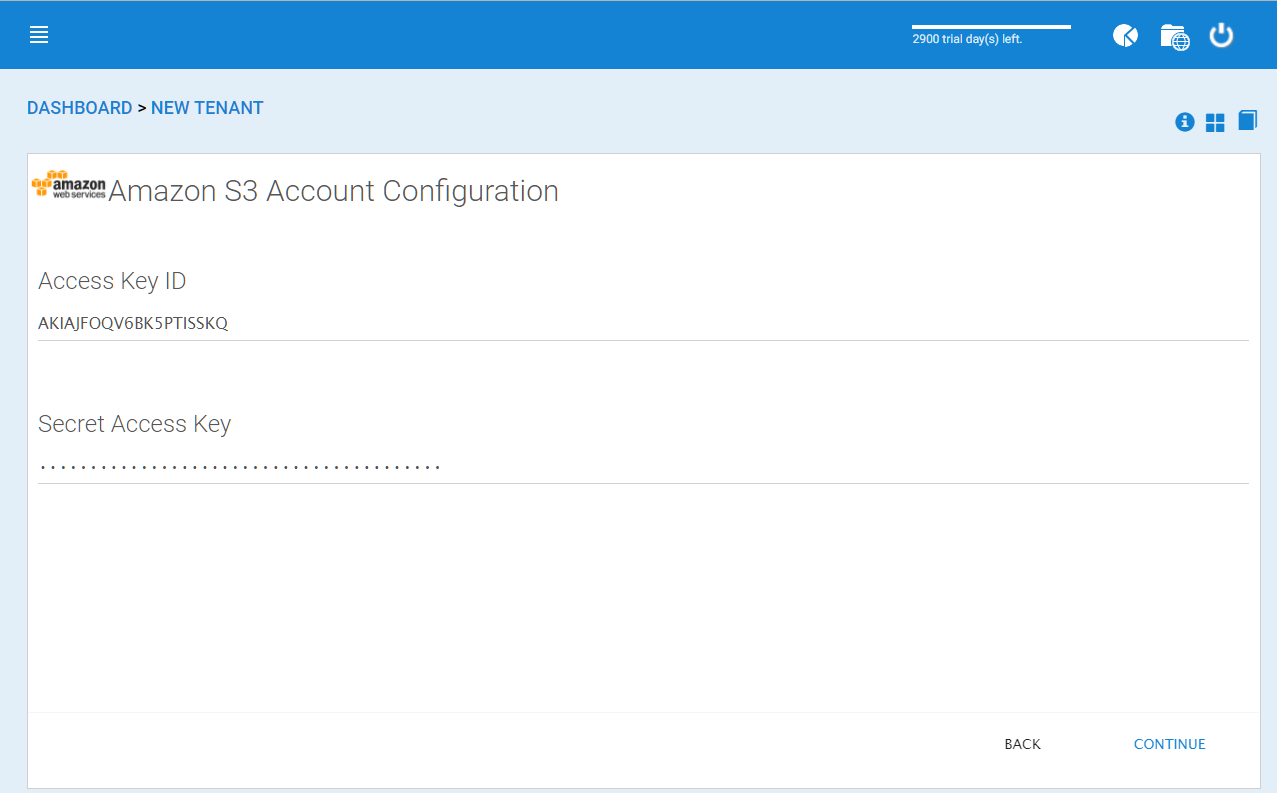 2900 trial day(s) left.
DASHBOARD > NEW TENANT
amazon
web services
Amazon S3 Account Configuration
Access Key ID
AKIAJFOQV6BK5PTISSKQ
Secret Access Key
........................................
BACK
CONTINUE